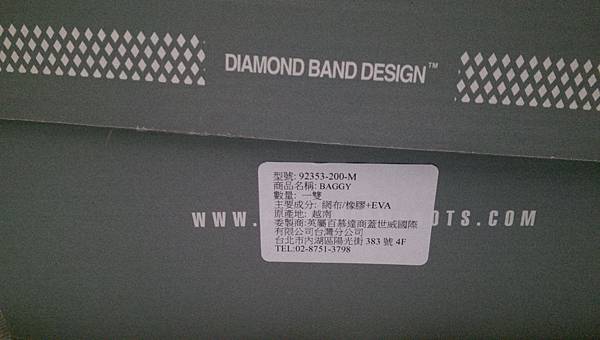 DIAMOND BAND DESIGN™
型號: 92353-200-M
商品名稱: BAGGY
數量: 一雙
主要成分: 網布/橡膠+EVA
原產地: 越南
委製商:英屬百慕達商蓋世威國際
有限公司台灣分公司
台北市內湖區陽光街 383 號 4F
TEL:02-8751-3798
WWW. OTS.COM